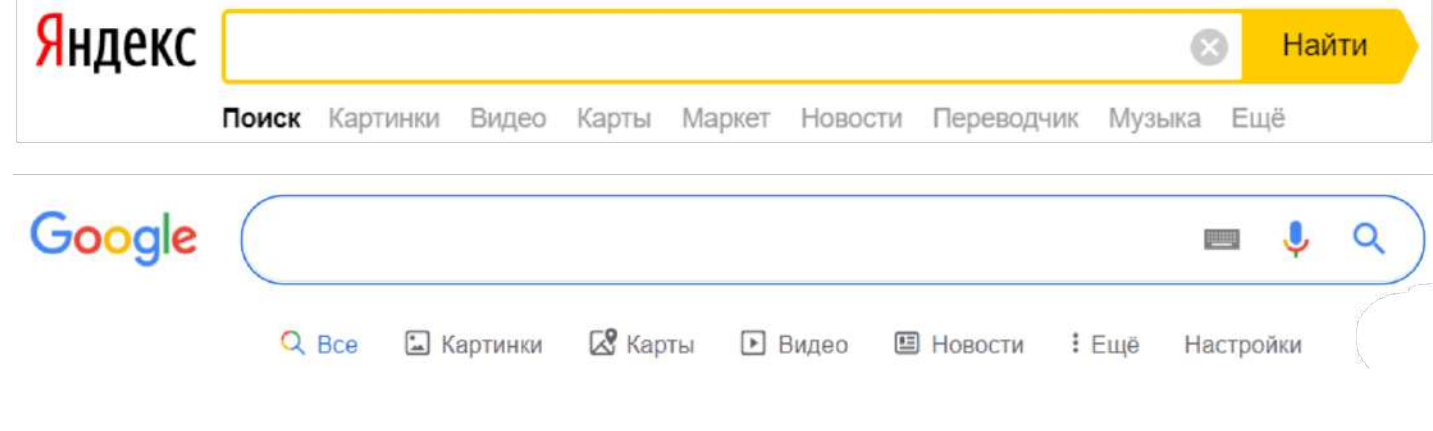 Яндекс Найти
Поиск Картинки Видео Карты Маркет Новости Переводчик Музыка Ещё
Google
Все Картинки Карты Видео Новости Ещё Настройки